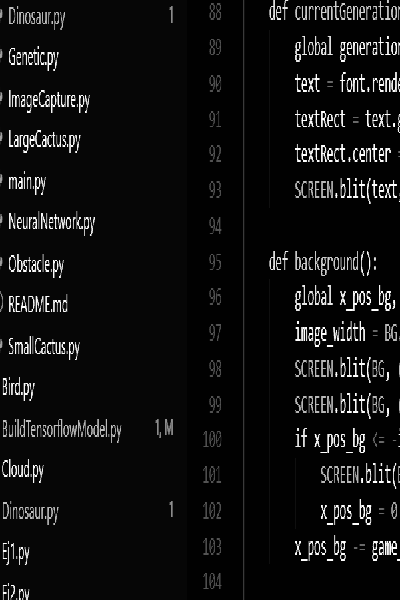 Dinosaur.py 1
Genetic.py
ImageCapture.py
LargeCactus.py
main.py
NeuralNetwork.py
Obstacle.py
README.md
SmallCactus.py
Bird.py
BuildTensorflowModel.py 1, M
Cloud.py
Dinosaur.py 1
Ej1.py
Ej2.py
88 def currentGeneration
89 global generation
90 text = font.rende
91 textRect = text.g
92 textRect.center =
93 SCREEN.blit(text,
94
95 def background():
96 global x_pos_bg,
97 image_width = BG.
98 SCREEN.blit(BG, (
99 SCREEN.blit(BG, (
100 if x_pos_bg <= -i
101 SCREEN.blit(B
102 x_pos_bg = 0
103 x_pos_bg -= game_
104